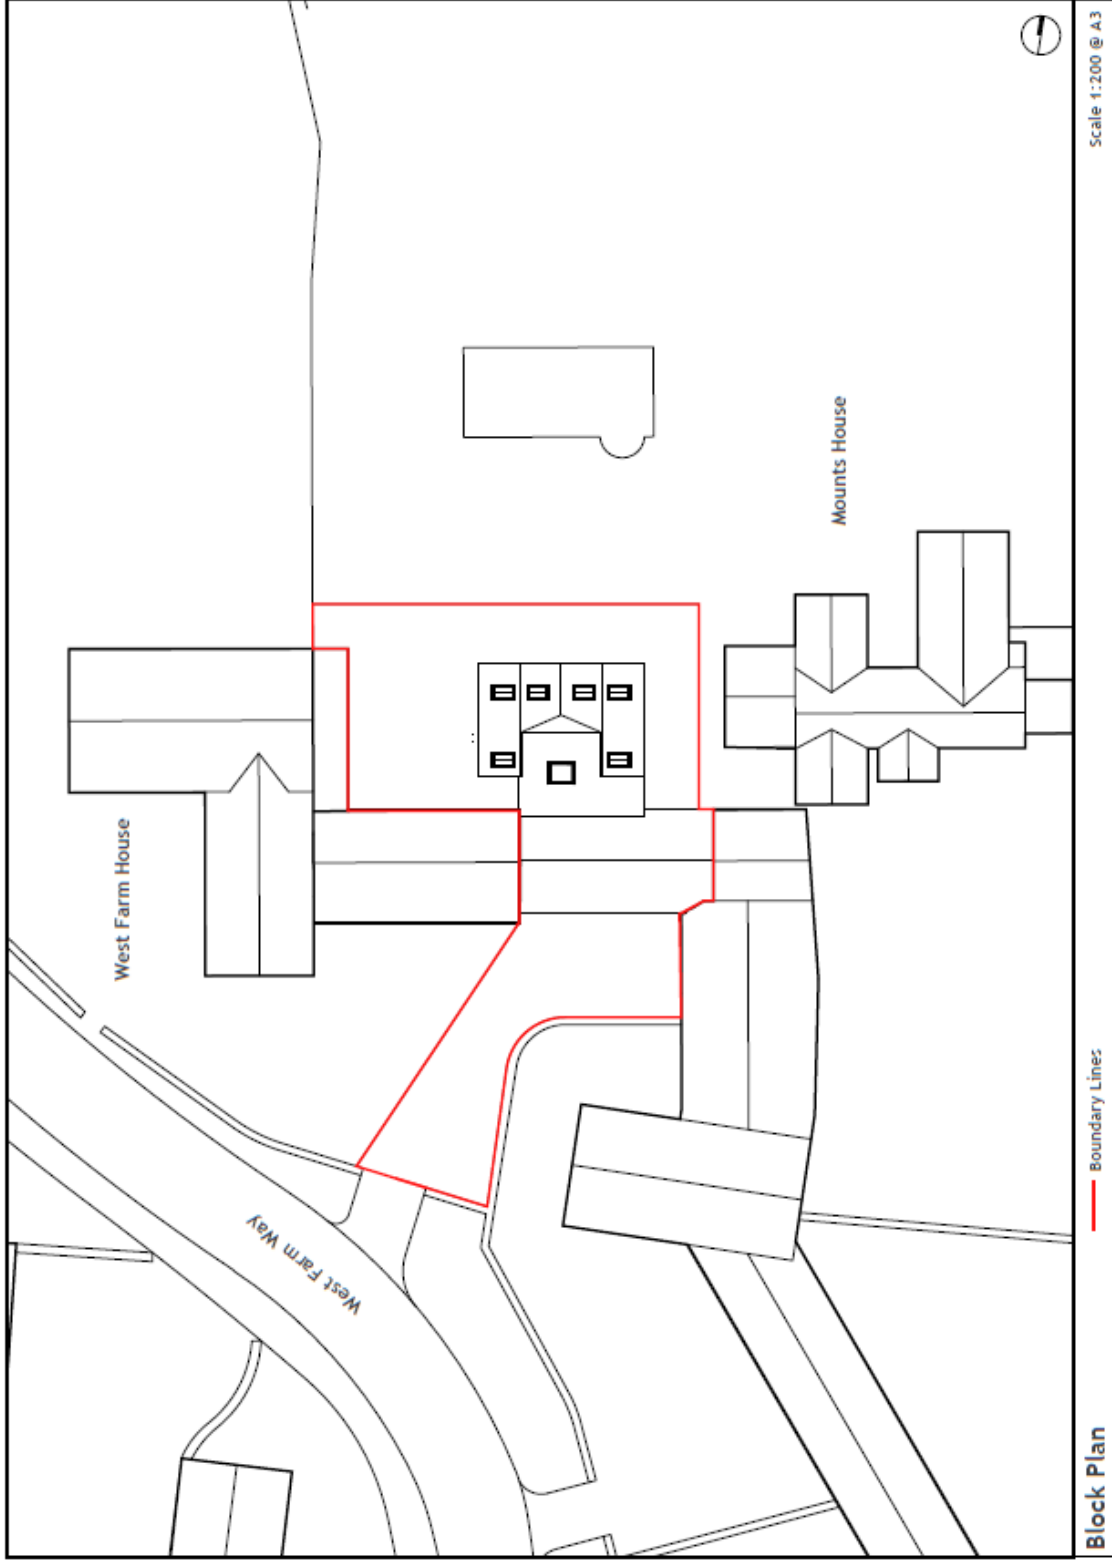 West Farm House
Mounts House
West Farm Way
Block Plan
Boundary Lines
Scale 1:200 @ A3